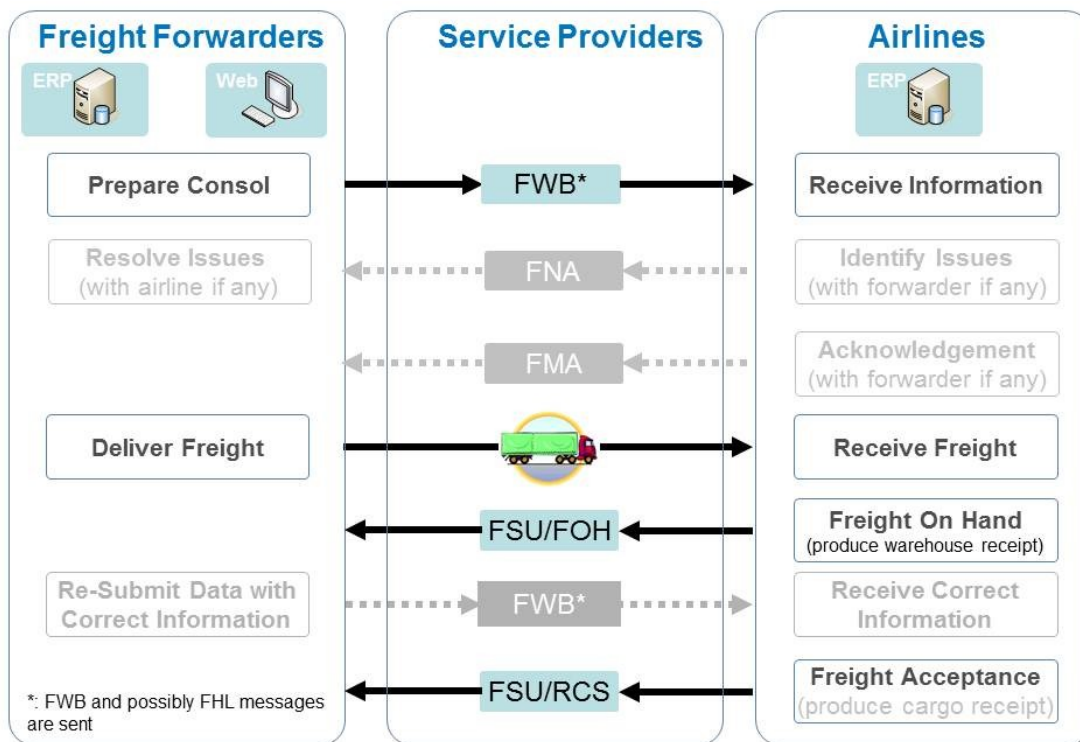 Freight Forwarders
Service Providers
Airlines
ERP
Web
ERP
Prepare Consol
FWB*
Receive Information
Resolve Issues
(with airline if any)
FNA
Identify Issues
(with forwarder if any)
FMA
Acknowledgement
(with forwarder if any)
Deliver Freight
Receive Freight
FSU/FOH
Freight On Hand
(produce warehouse receipt)
Re-Submit Data with
Correct Information
FWB*
Receive Correct
Information
FSU/RCS
Freight Acceptance
(produce cargo receipt)
*: FWB and possibly FHL messages
are sent